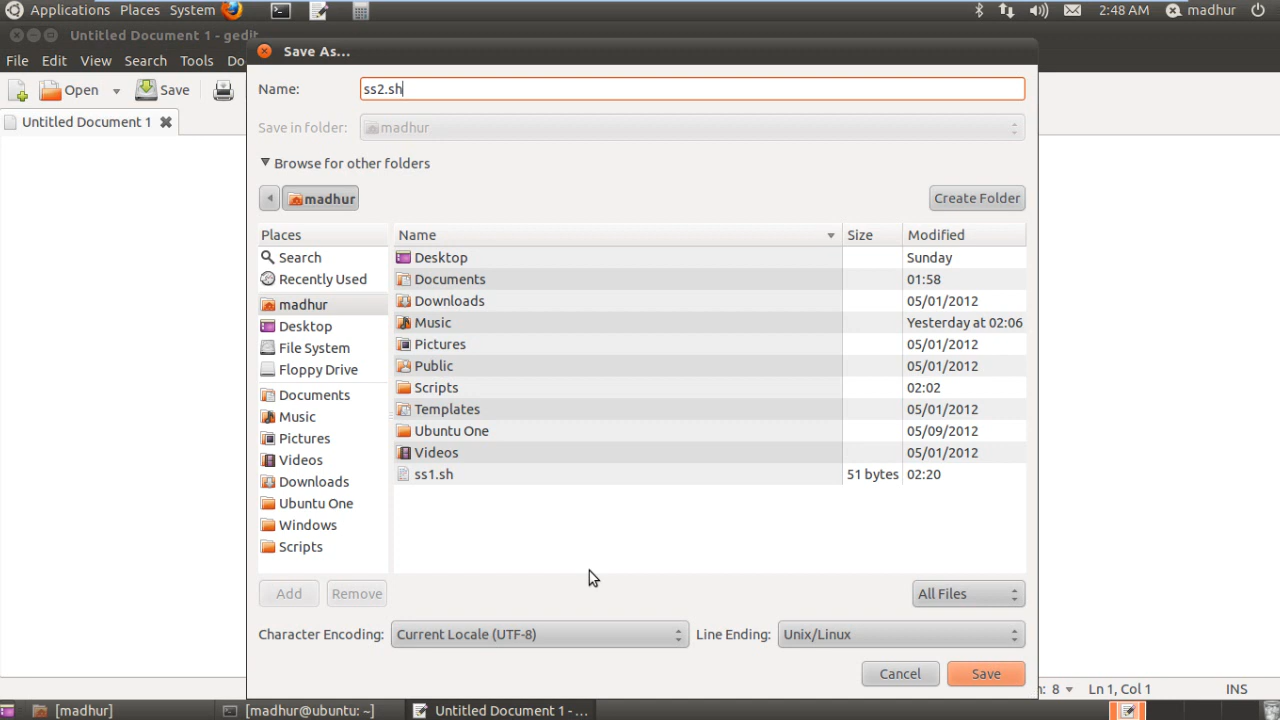 Applications Places System 2:48 AM madhur
Untitled Document 1 - gedit
Save As...
File Edit View Search Tools Do
Name: ss2.sh
Open Save
Untitled Document 1
Save in folder: madhur
Browse for other folders
madhur Create Folder
Places Name Size Modified
Search Desktop Sunday
Recently Used Documents 01:58
madhur Downloads 05/01/2012
Desktop Music Yesterday at 02:06
File System Pictures 05/01/2012
Floppy Drive Public 05/01/2012
Documents Scripts 02:02
Music Templates 05/01/2012
Pictures Ubuntu One 05/09/2012
Videos Videos 05/01/2012
Downloads ss1.sh 51 bytes 02:20
Ubuntu One
Windows
Scripts
Add Remove All Files
Character Encoding: Current Locale (UTF-8) Line Ending: Unix/Linux
Cancel Save
: 8 Ln 1, Col 1 INS
[madhur] [madhur@ubuntu: ~] Untitled Document 1 - ...